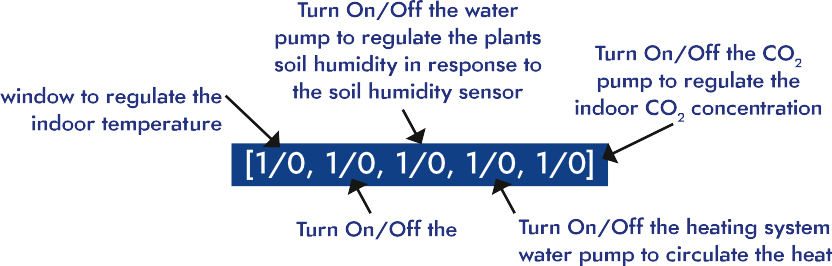 Turn On/Off the water
pump to regulate the plants
soil humidity in response to
the soil humidity sensor
Turn On/Off the CO₂
pump to regulate the
indoor CO₂ concentration
window to regulate the
indoor temperature
[1/0, 1/0, 1/0, 1/0, 1/0]
Turn On/Off the
Turn On/Off the heating system
water pump to circulate the heat